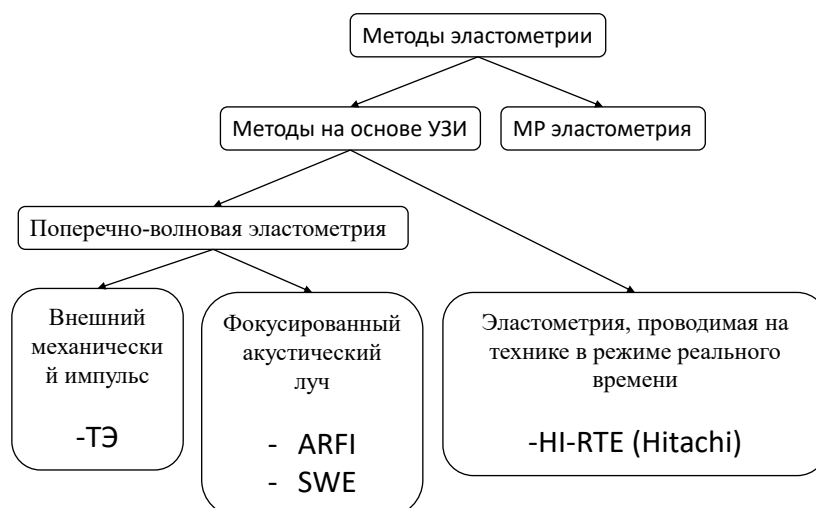 Методы эластометрии
Методы на основе УЗИ
МР эластометрия
Поперечно-волновая эластометрия
Внешний
механически
й импульс
-ТЭ
Фокусированный
акустический
луч
- ARFI
- SWE
Эластометрия, проводимая на
технике в режиме реального
времени
-HI-RTE (Hitachi)